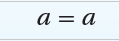 a = a